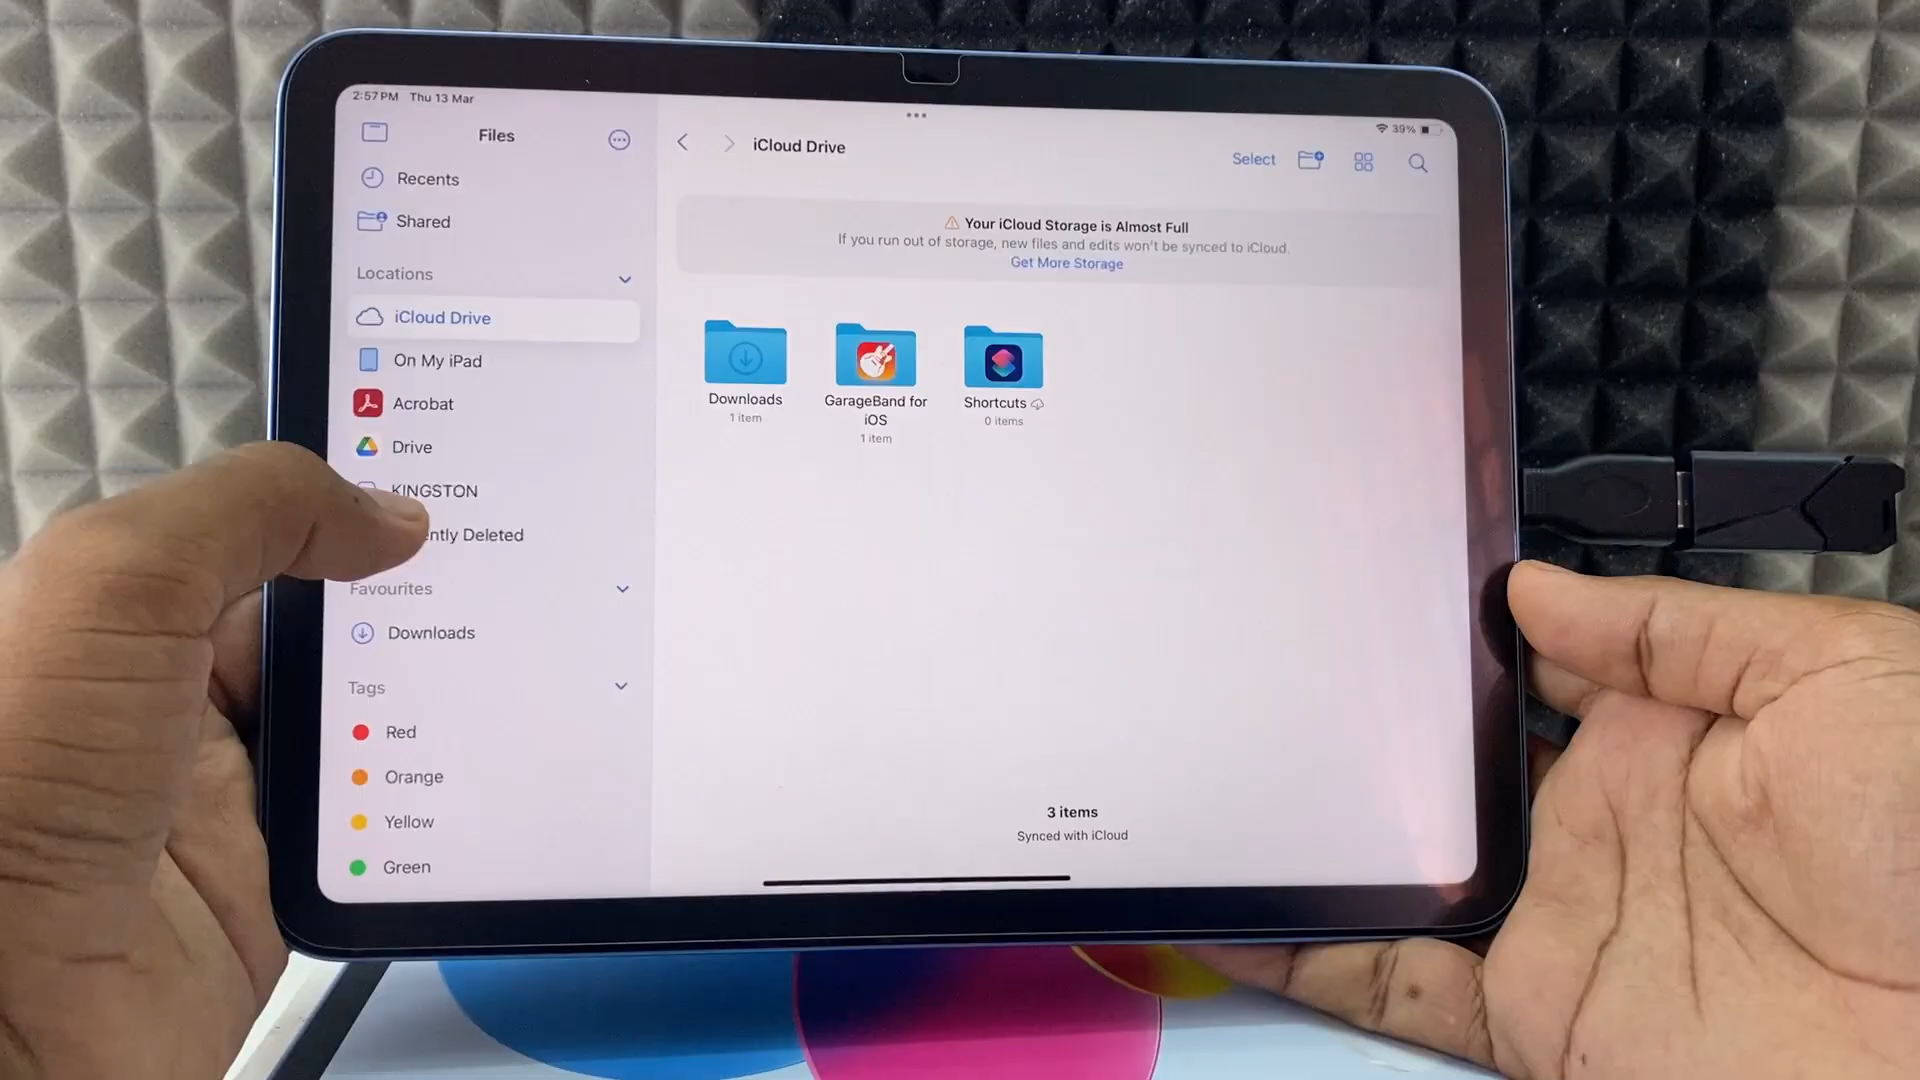 2:57 PM Thu 13 Mar
39%
Files
Recents
Shared
Locations
iCloud Drive
On My iPad
Acrobat
Drive
KINGSTON
ntly Deleted
Favourites
Downloads
Tags
Red
Orange
Yellow
Green
iCloud Drive
Select
Your iCloud Storage is Almost Full
If you run out of storage, new files and edits won't be synced to iCloud.
Get More Storage
Downloads
1 item
GarageBand for
iOS
1 item
Shortcuts
0 items
3 items
Synced with iCloud